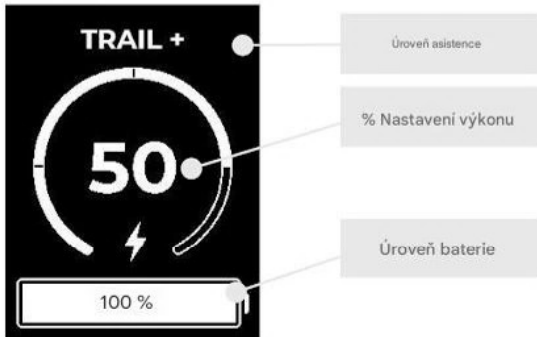 TRAIL +
Úroveň asistence
50
% Nastavení výkonu
Úroveň baterie
100 %